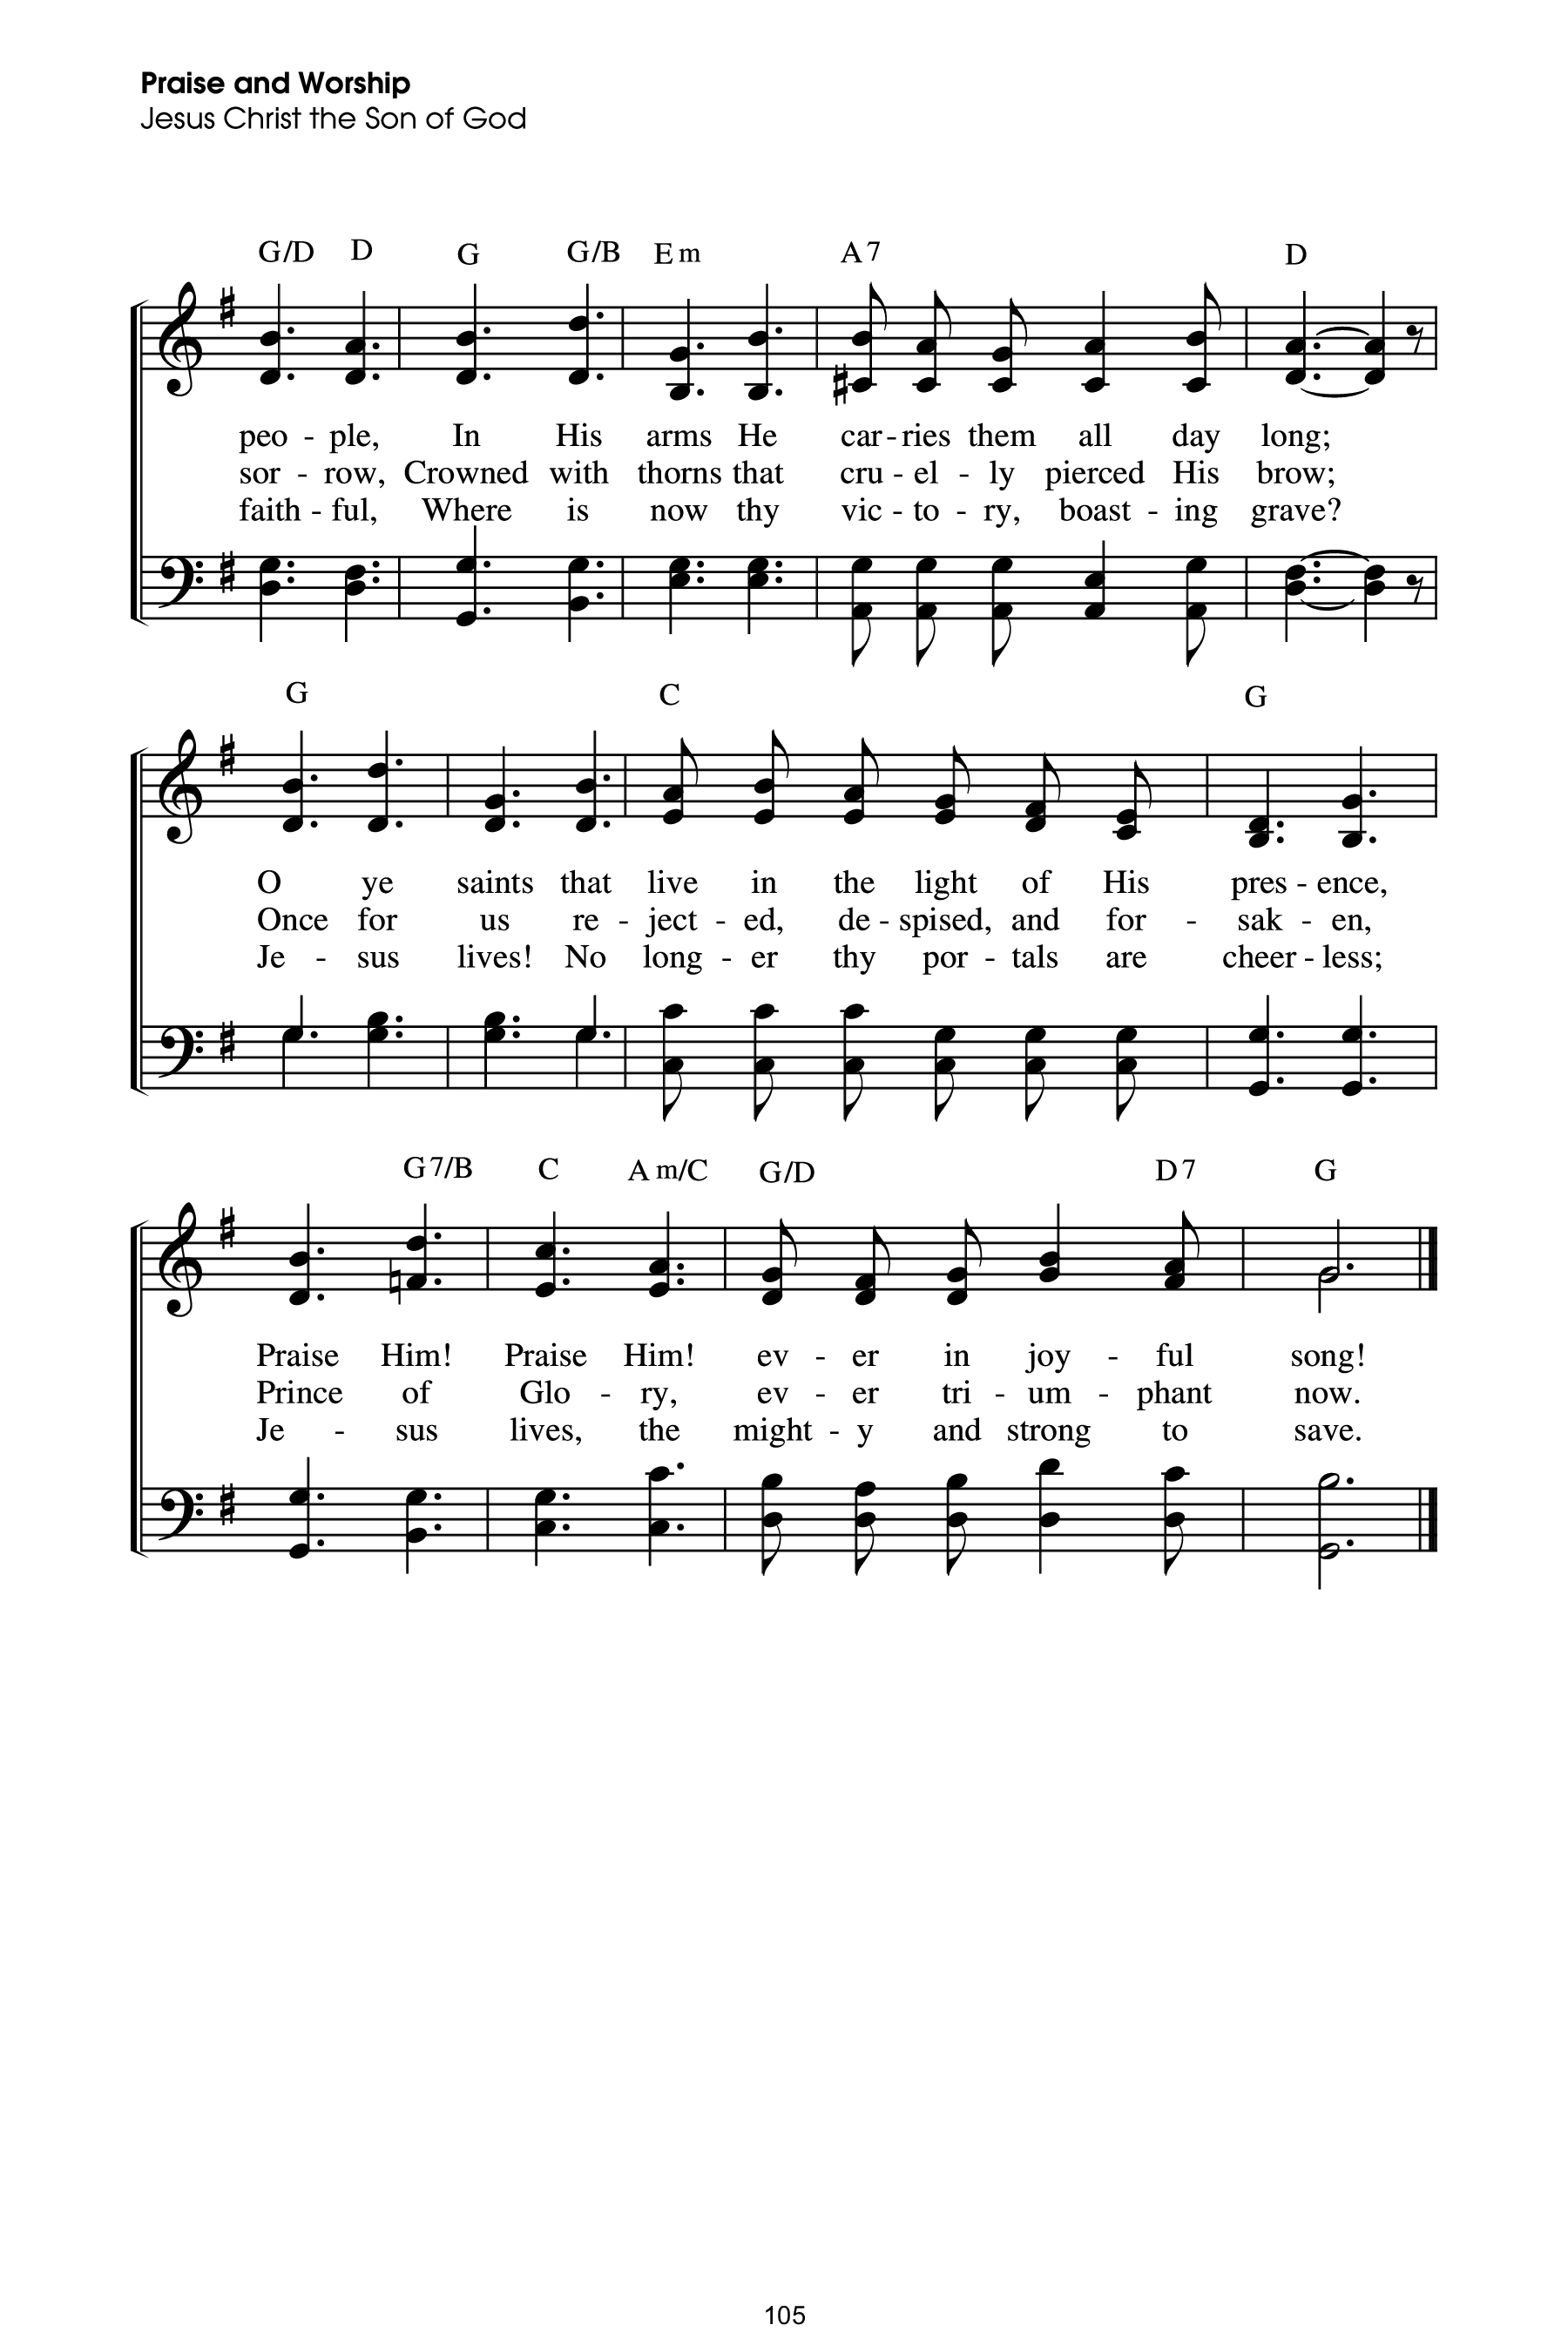 Praise and Worship
Jesus Christ the Son of God
G/D D G G/B Em A7 D
peo - ple, In His arms He car - ries them all day long;
sor - row, Crowned with thorns that cru - el - ly pierced His brow;
faith - ful, Where is now thy vic - to - ry, boast - ing grave?
G C G
O ye saints that live in the light of His pres - ence,
Once for us re - ject - ed, de - spised, and for - sak - en,
Je - sus lives! No long - er thy por - tals are cheer - less;
G7/B C Am/C G/D D7 G
Praise Him! Praise Him! ev - er in joy - ful song!
Prince of Glo - ry, ev - er tri - um - phant now.
Je - sus lives, the might - y and strong to save.
105